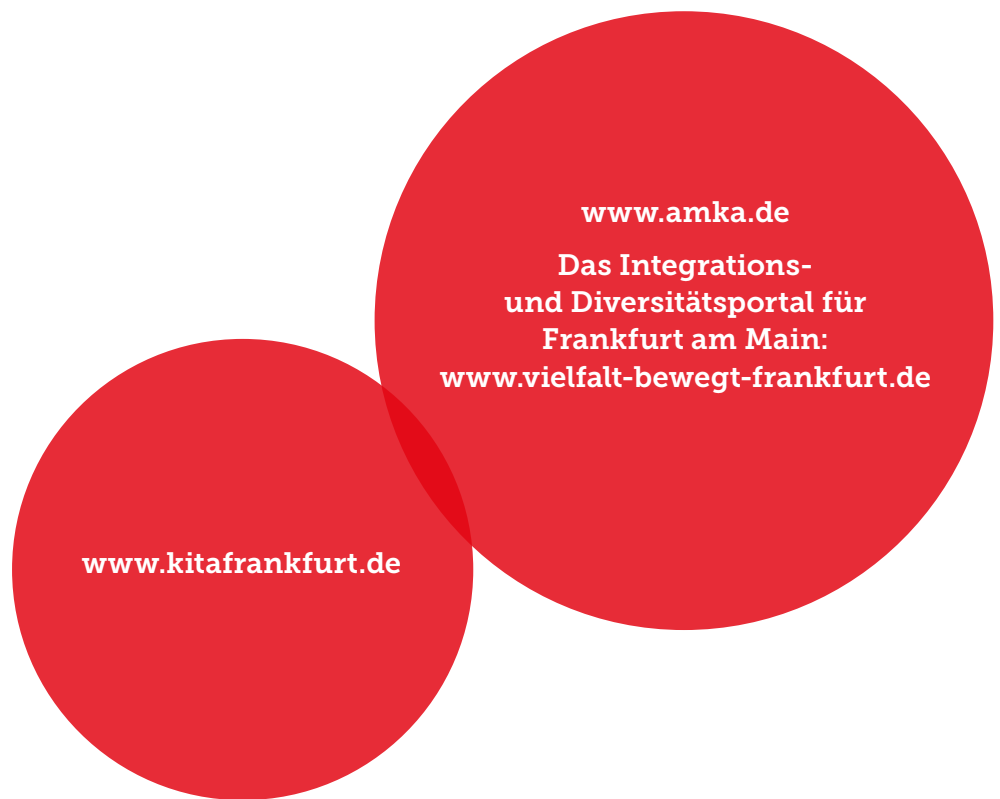 www.amka.de
Das Integrations-
und Diversitätsportal für
Frankfurt am Main:
www.vielfalt-bewegt-frankfurt.de
www.kitafrankfurt.de